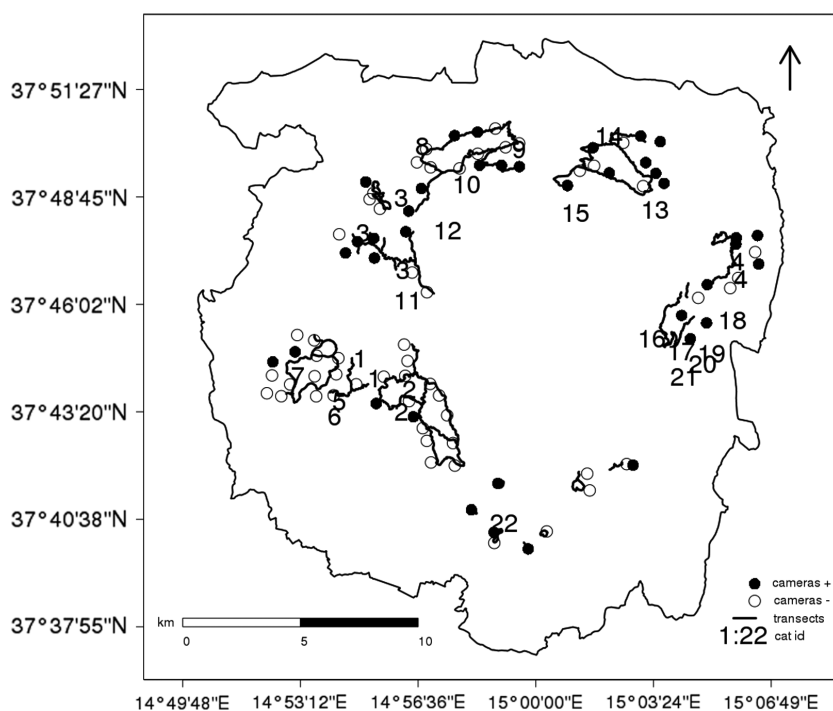 37°51'27"N
14
8
9
37°48'45"N
3
10
15
13
3
12
4
3
4
37°46'02"N
11
18
16
17
19
20
1
7
1
2
21
37°43'20"N
5
2
6
37°40'38"N
22
cameras +
cameras -
km
transects
37°37'55"N
1:22 cat id
0 5 10
14°49'48"E 14°53'12"E 14°56'36"E 15°00'00"E 15°03'24"E 15°06'49"E